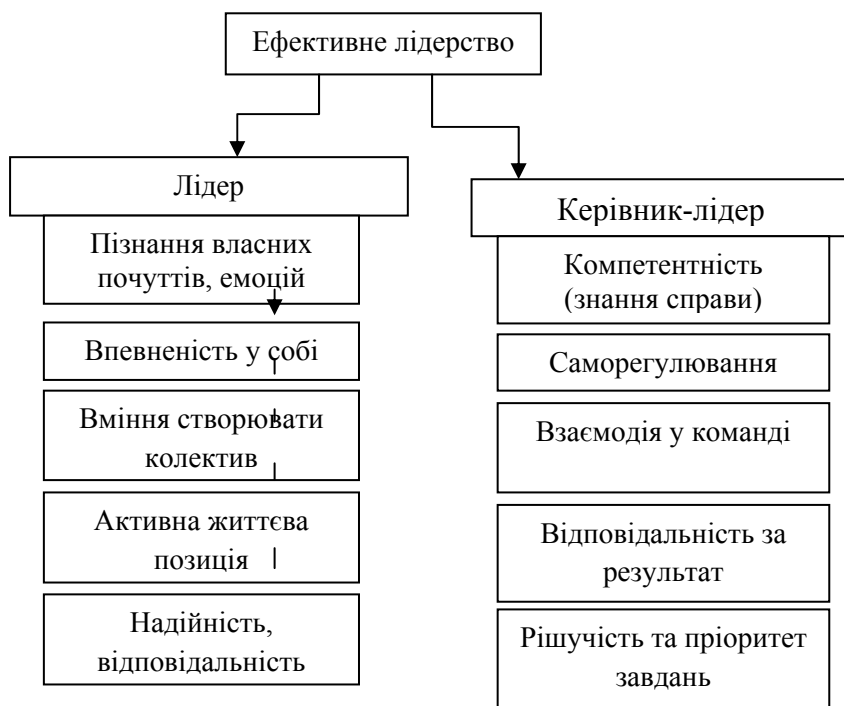 Ефективне лідерство
Лідер
Пізнання власних
почуттів, емоцій
Впевненість у собі
Вміння створювати
колектив
Активна життєва
позиція
Надійність,
відповідальність
Керівник-лідер
Компетентність
(знання справи)
Саморегулювання
Взаємодія у команді
Відповідальність за
результат
Рішучість та пріоритет
завдань